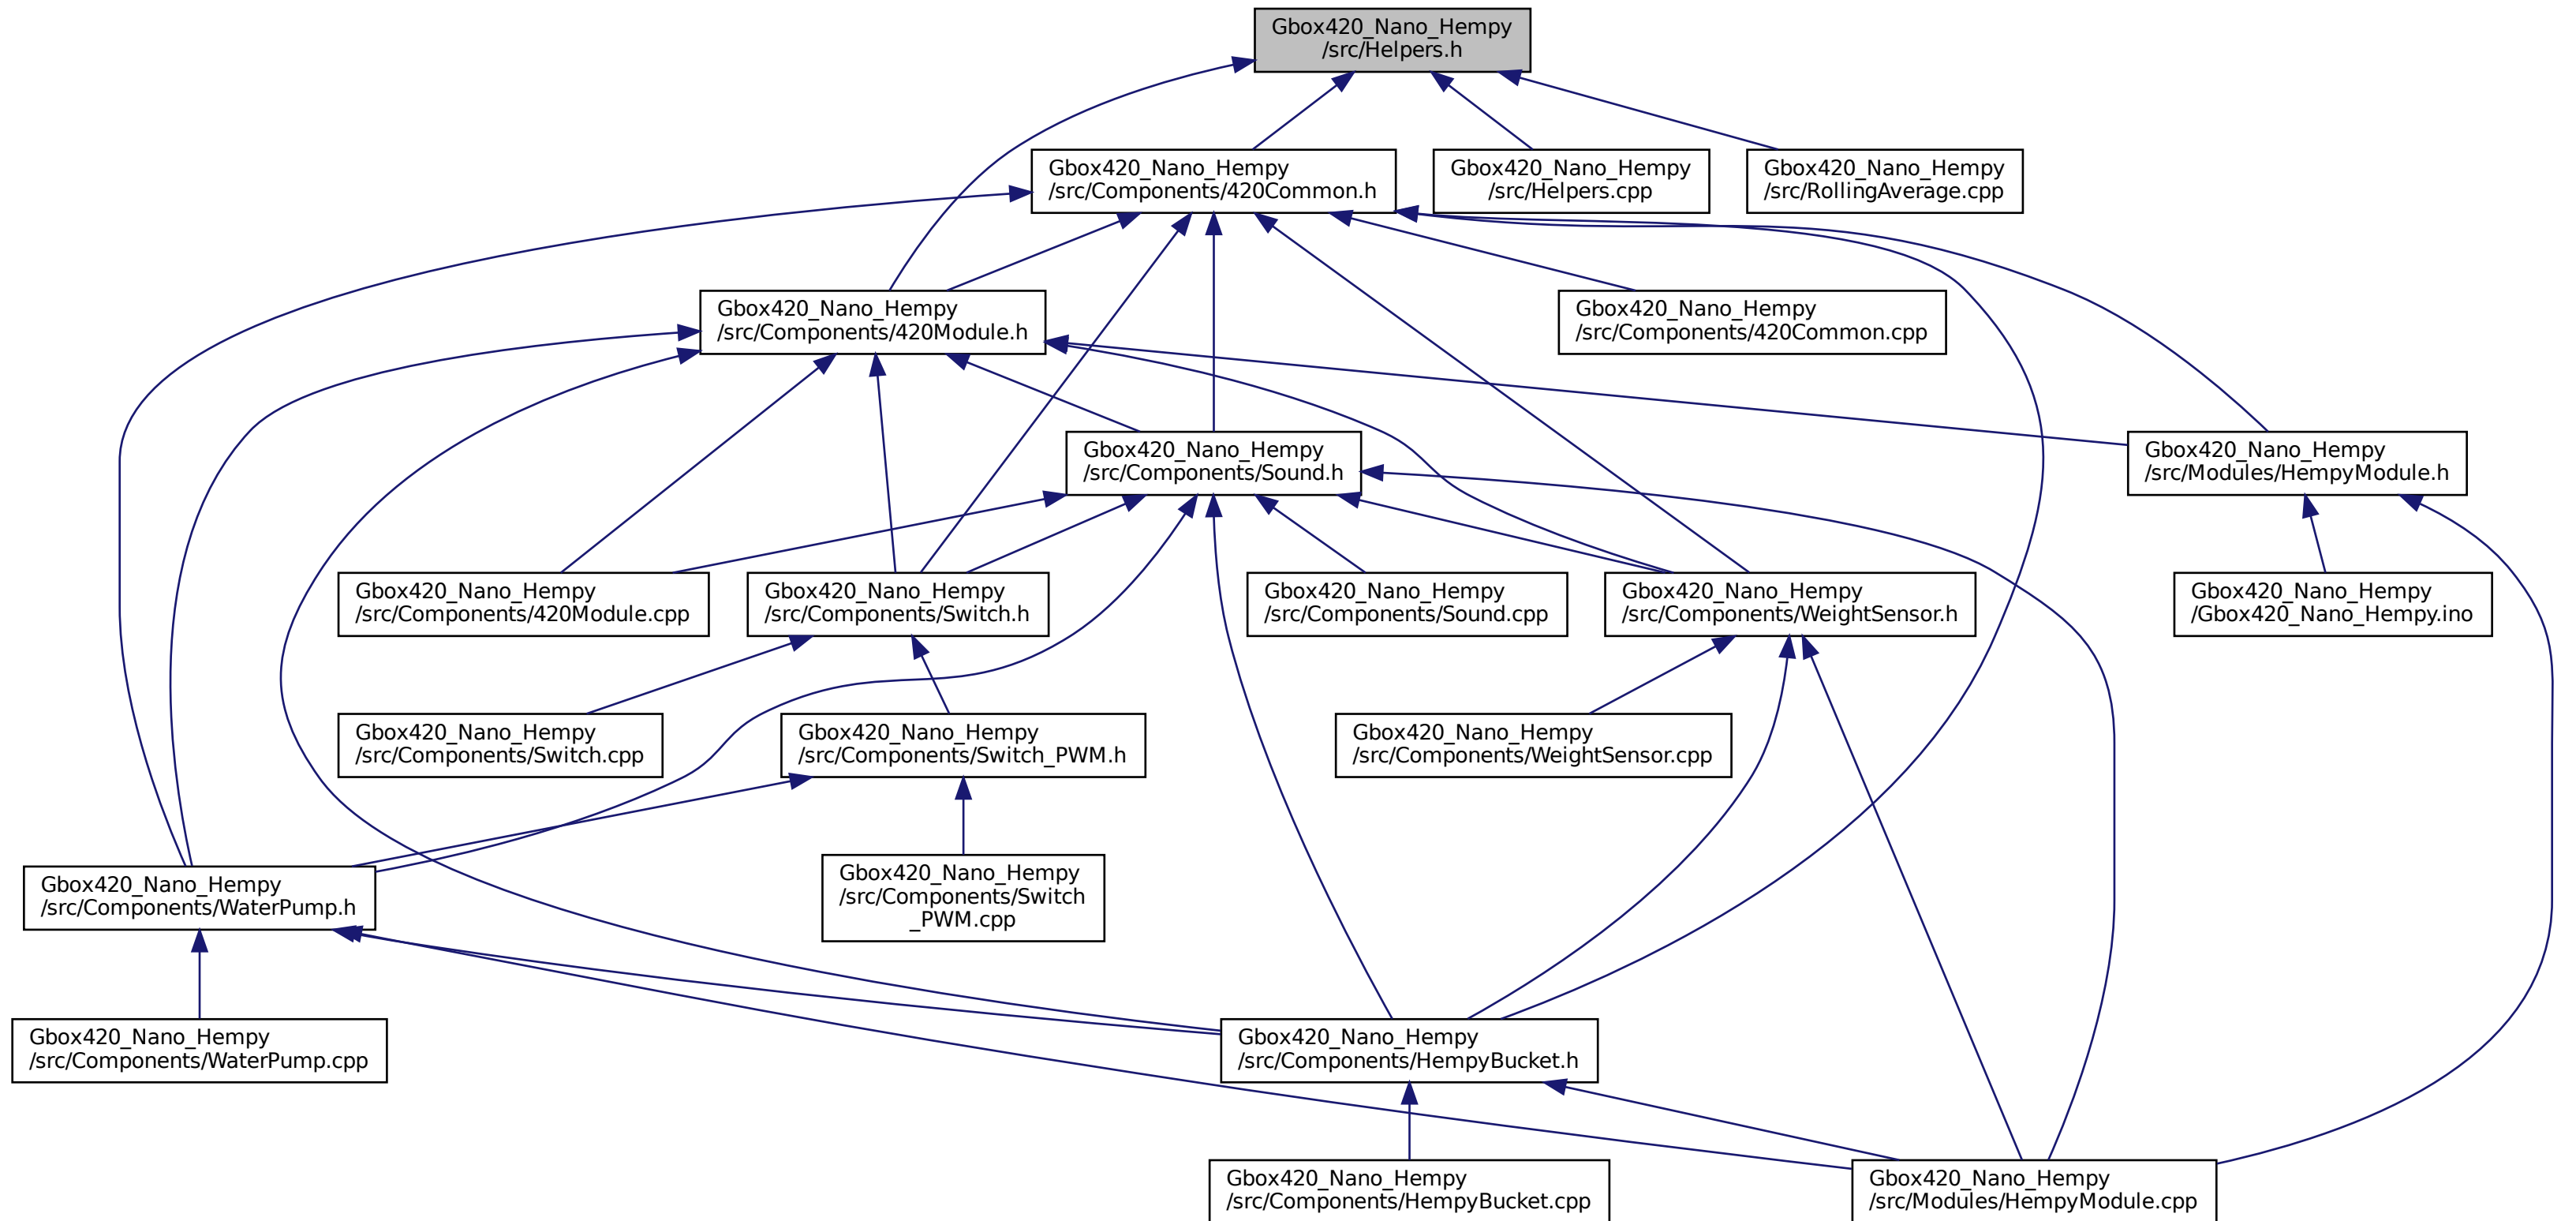 Gbox420_Nano_Hempy
/src/Helpers.h
Gbox420_Nano_Hempy
/src/Components/420Common.h
Gbox420_Nano_Hempy
/src/Helpers.cpp
Gbox420_Nano_Hempy
/src/RollingAverage.cpp
Gbox420_Nano_Hempy
/src/Components/420Module.h
Gbox420_Nano_Hempy
/src/Components/420Common.cpp
Gbox420_Nano_Hempy
/src/Components/Sound.h
Gbox420_Nano_Hempy
/src/Modules/HempyModule.h
Gbox420_Nano_Hempy
/src/Components/420Module.cpp
Gbox420_Nano_Hempy
/src/Components/Switch.h
Gbox420_Nano_Hempy
/src/Components/Sound.cpp
Gbox420_Nano_Hempy
/src/Components/WeightSensor.h
Gbox420_Nano_Hempy
/Gbox420_Nano_Hempy.ino
Gbox420_Nano_Hempy
/src/Components/Switch.cpp
Gbox420_Nano_Hempy
/src/Components/Switch_PWM.h
Gbox420_Nano_Hempy
/src/Components/WeightSensor.cpp
Gbox420_Nano_Hempy
/src/Components/WaterPump.h
Gbox420_Nano_Hempy
/src/Components/Switch
_PWM.cpp
Gbox420_Nano_Hempy
/src/Components/WaterPump.cpp
Gbox420_Nano_Hempy
/src/Components/HempyBucket.h
Gbox420_Nano_Hempy
/src/Components/HempyBucket.cpp
Gbox420_Nano_Hempy
/src/Modules/HempyModule.cpp